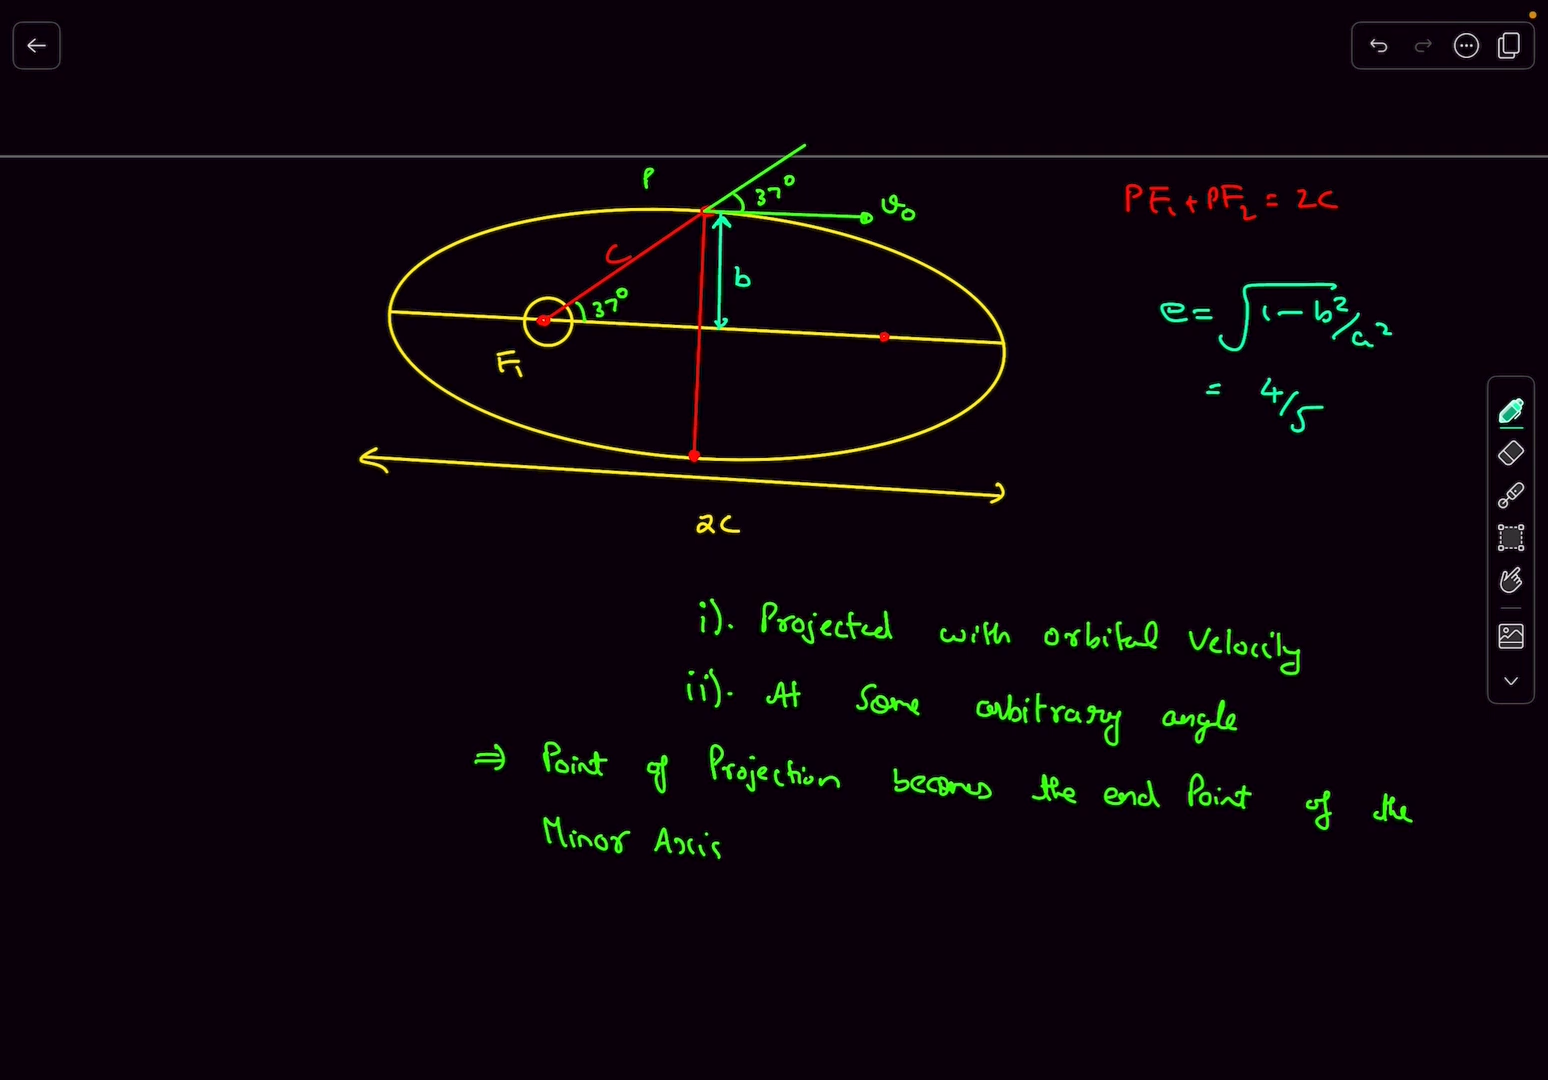 P
37°
v₀
PF₁ + PF₂ = 2C
C
b
37°
F₁
e = √(1 - b²/a²)
= 4/5
2C
i). Projected with orbital velocity
ii). At some arbitrary angle
⇒ Point of Projection becomes the end Point of the
Minor Axis